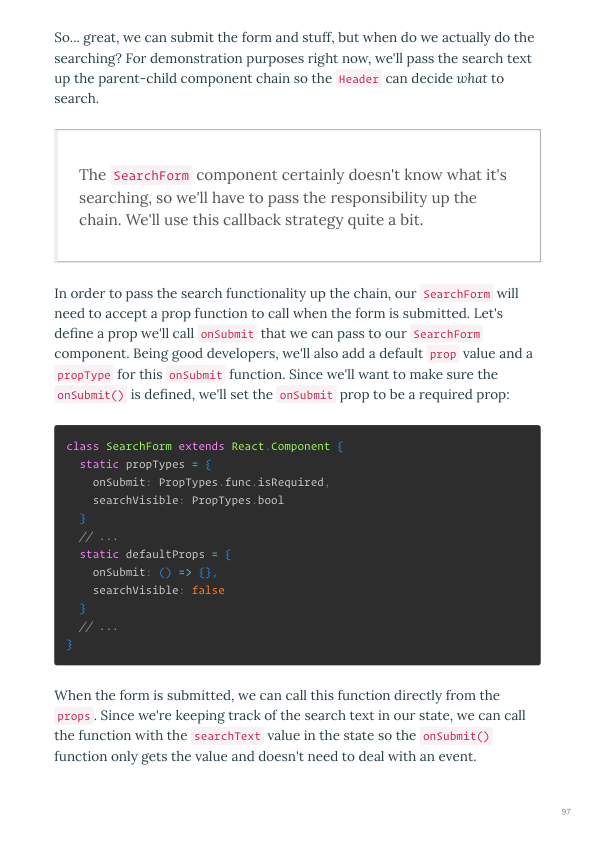 So... great, we can submit the form and stuff, but when do we actually do the
searching? For demonstration purposes right now, we'll pass the search text
up the parent-child component chain so the Header can decide what to
search.
The SearchForm component certainly doesn't know what it's
searching, so we'll have to pass the responsibility up the
chain. We'll use this callback strategy quite a bit.
In order to pass the search functionality up the chain, our SearchForm will
need to accept a prop function to call when the form is submitted. Let's
define a prop we'll call onSubmit that we can pass to our SearchForm
component. Being good developers, we'll also add a default prop value and a
propType for this onSubmit function. Since we'll want to make sure the
onSubmit() is defined, we'll set the onSubmit prop to be a required prop:
class SearchForm extends React.Component {
  static propTypes = {
    onSubmit: PropTypes.func.isRequired,
    searchVisible: PropTypes.bool
  }
  // ...
  static defaultProps = {
    onSubmit: () => {},
    searchVisible: false
  }
  // ...
}
When the form is submitted, we can call this function directly from the
props. Since we're keeping track of the search text in our state, we can call
the function with the searchText value in the state so the onSubmit()
function only gets the value and doesn't need to deal with an event.
97